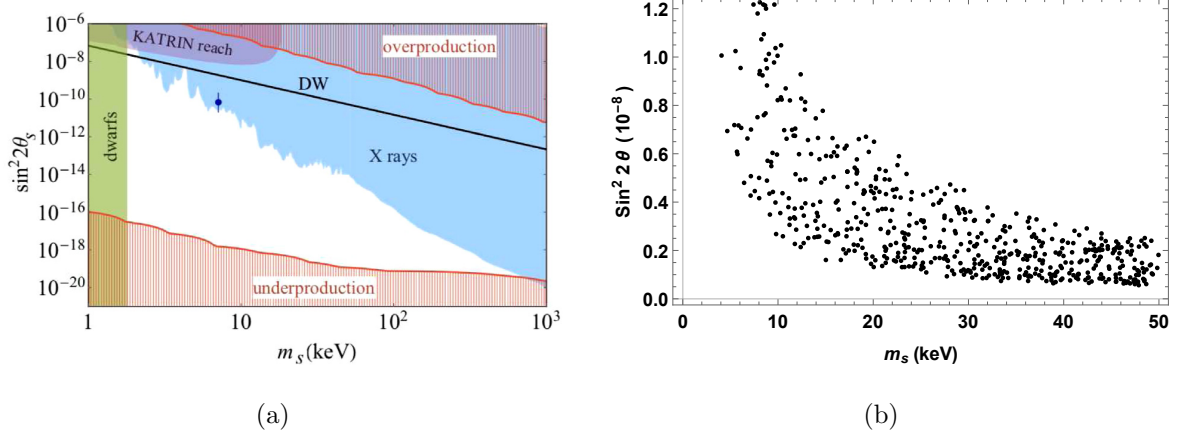 10^-6
10^-8
10^-10
10^-12
10^-14
10^-16
10^-18
10^-20
sin^2 2θ_s
KATRIN reach
overproduction
DW
dwarfs
X rays
underproduction
1
10
10^2
10^3
m_s (keV)
(a)
1.2
1.0
0.8
0.6
0.4
0.2
0.0
Sin^2 2 θ (10^-8)
0
10
20
30
40
50
m_s (keV)
(b)